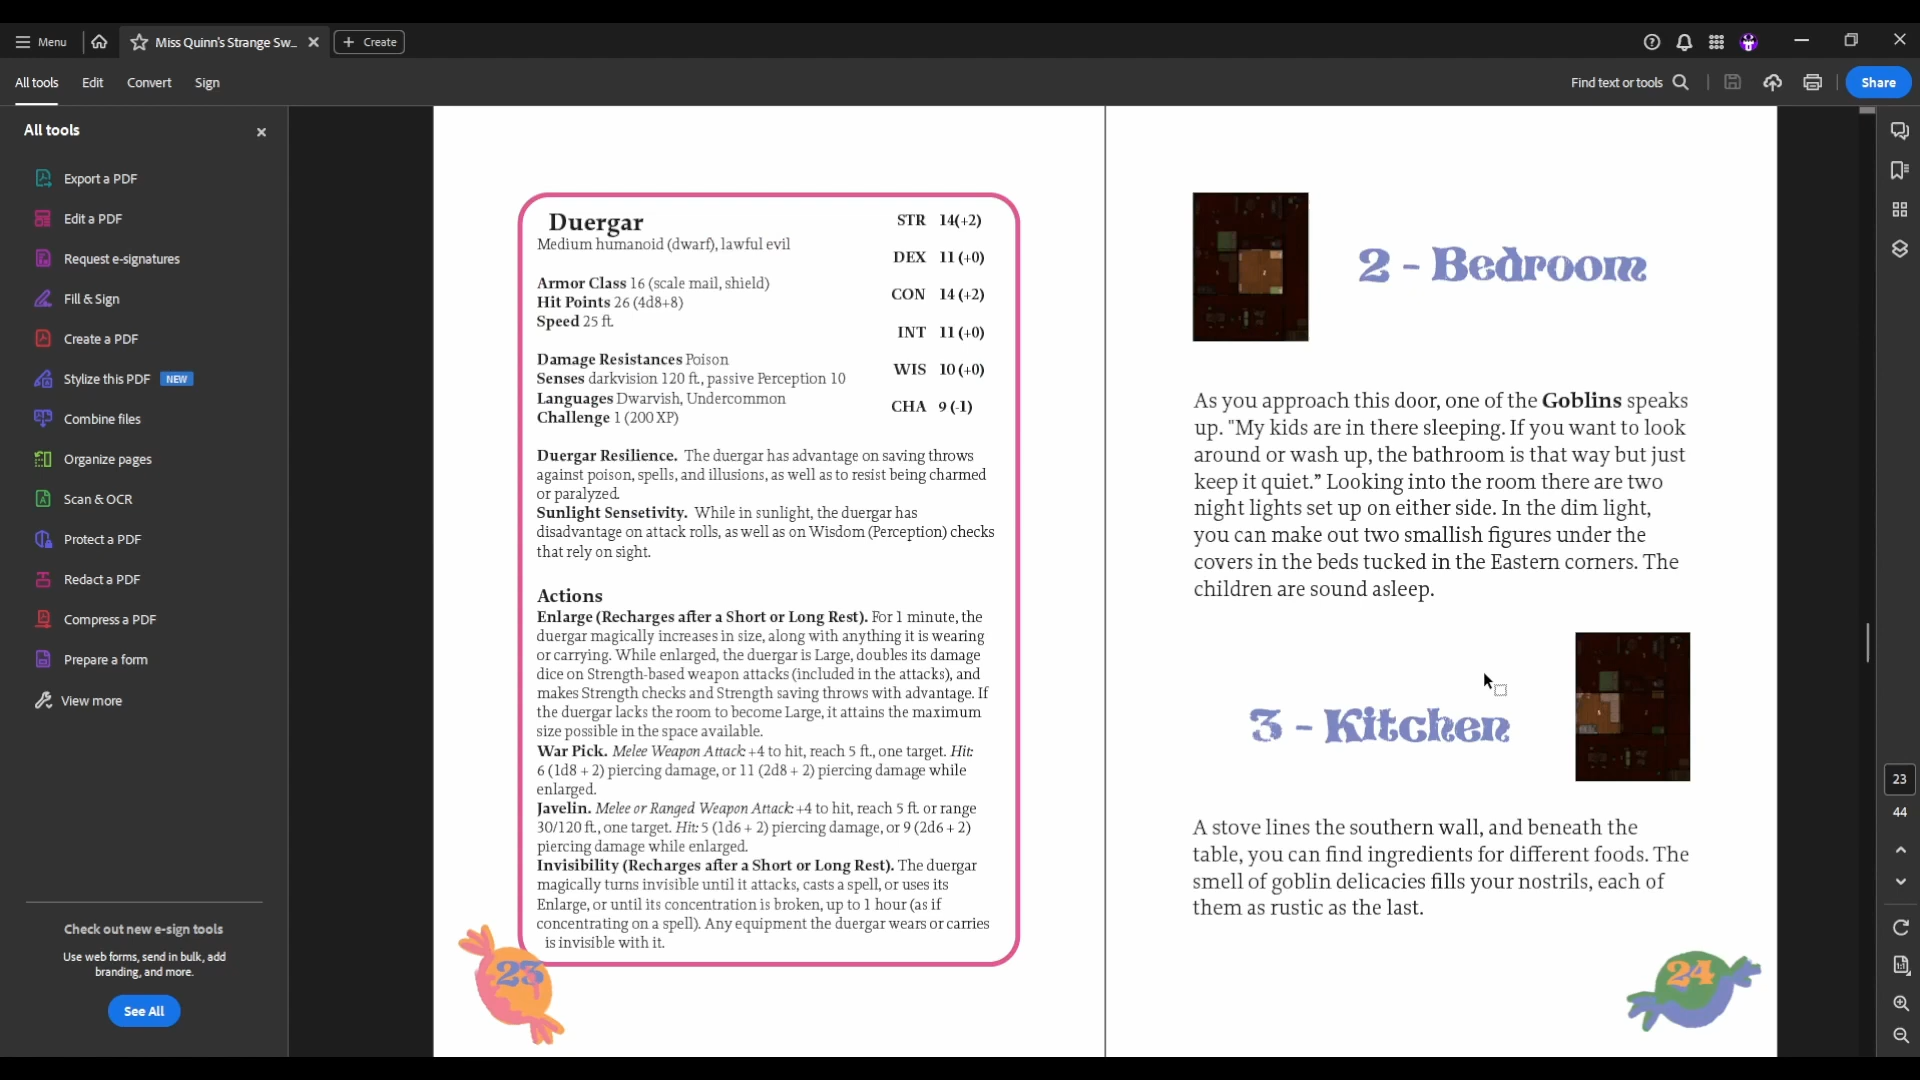 Menu
Miss Quinn's Strange Sw...
Create
All tools
Edit
Convert
Sign
Find text or tools
Share
All tools
Export a PDF
Edit a PDF
Request e-signatures
Fill & Sign
Create a PDF
Stylize this PDF NEW
Combine files
Organize pages
Scan & OCR
Protect a PDF
Redact a PDF
Compress a PDF
Prepare a form
View more
Check out new e-sign tools
Use web forms, send in bulk, add
branding, and more.
See All
Duergar
Medium humanoid (dwarf), lawful evil
Armor Class 16 (scale mail, shield)
Hit Points 26 (4d8+8)
Speed 25 ft.
Damage Resistances Poison
Senses darkvision 120 ft., passive Perception 10
Languages Dwarvish, Undercommon
Challenge 1 (200 XP)
STR 14(+2)
DEX 11 (+0)
CON 14 (+2)
INT 11 (+0)
WIS 10 (+0)
CHA 9 (-1)
Duergar Resilience. The duergar has advantage on saving throws
against poison, spells, and illusions, as well as to resist being charmed
or paralyzed.
Sunlight Sensetivity. While in sunlight, the duergar has
disadvantage on attack rolls, as well as on Wisdom (Perception) checks
that rely on sight.
Actions
Enlarge (Recharges after a Short or Long Rest). For 1 minute, the
duergar magically increases in size, along with anything it is wearing
or carrying. While enlarged, the duergar is Large, doubles its damage
dice on Strength-based weapon attacks (included in the attacks), and
makes Strength checks and Strength saving throws with advantage. If
the duergar lacks the room to become Large, it attains the maximum
size possible in the space available.
War Pick. Melee Weapon Attack: +4 to hit, reach 5 ft., one target. Hit:
6 (1d8 + 2) piercing damage, or 11 (2d8 + 2) piercing damage while
enlarged.
Javelin. Melee or Ranged Weapon Attack: +4 to hit, reach 5 ft. or range
30/120 ft., one target. Hit: 5 (1d6 + 2) piercing damage, or 9 (2d6 + 2)
piercing damage while enlarged.
Invisibility (Recharges after a Short or Long Rest). The duergar
magically turns invisible until it attacks, casts a spell, or uses its
Enlarge, or until its concentration is broken, up to 1 hour (as if
concentrating on a spell). Any equipment the duergar wears or carries
is invisible with it.
23
2 - Bedroom
As you approach this door, one of the Goblins speaks
up. "My kids are in there sleeping. If you want to look
around or wash up, the bathroom is that way but just
keep it quiet.” Looking into the room there are two
night lights set up on either side. In the dim light,
you can make out two smallish figures under the
covers in the beds tucked in the Eastern corners. The
children are sound asleep.
3 - Kitchen
A stove lines the southern wall, and beneath the
table, you can find ingredients for different foods. The
smell of goblin delicacies fills your nostrils, each of
them as rustic as the last.
24
23
44